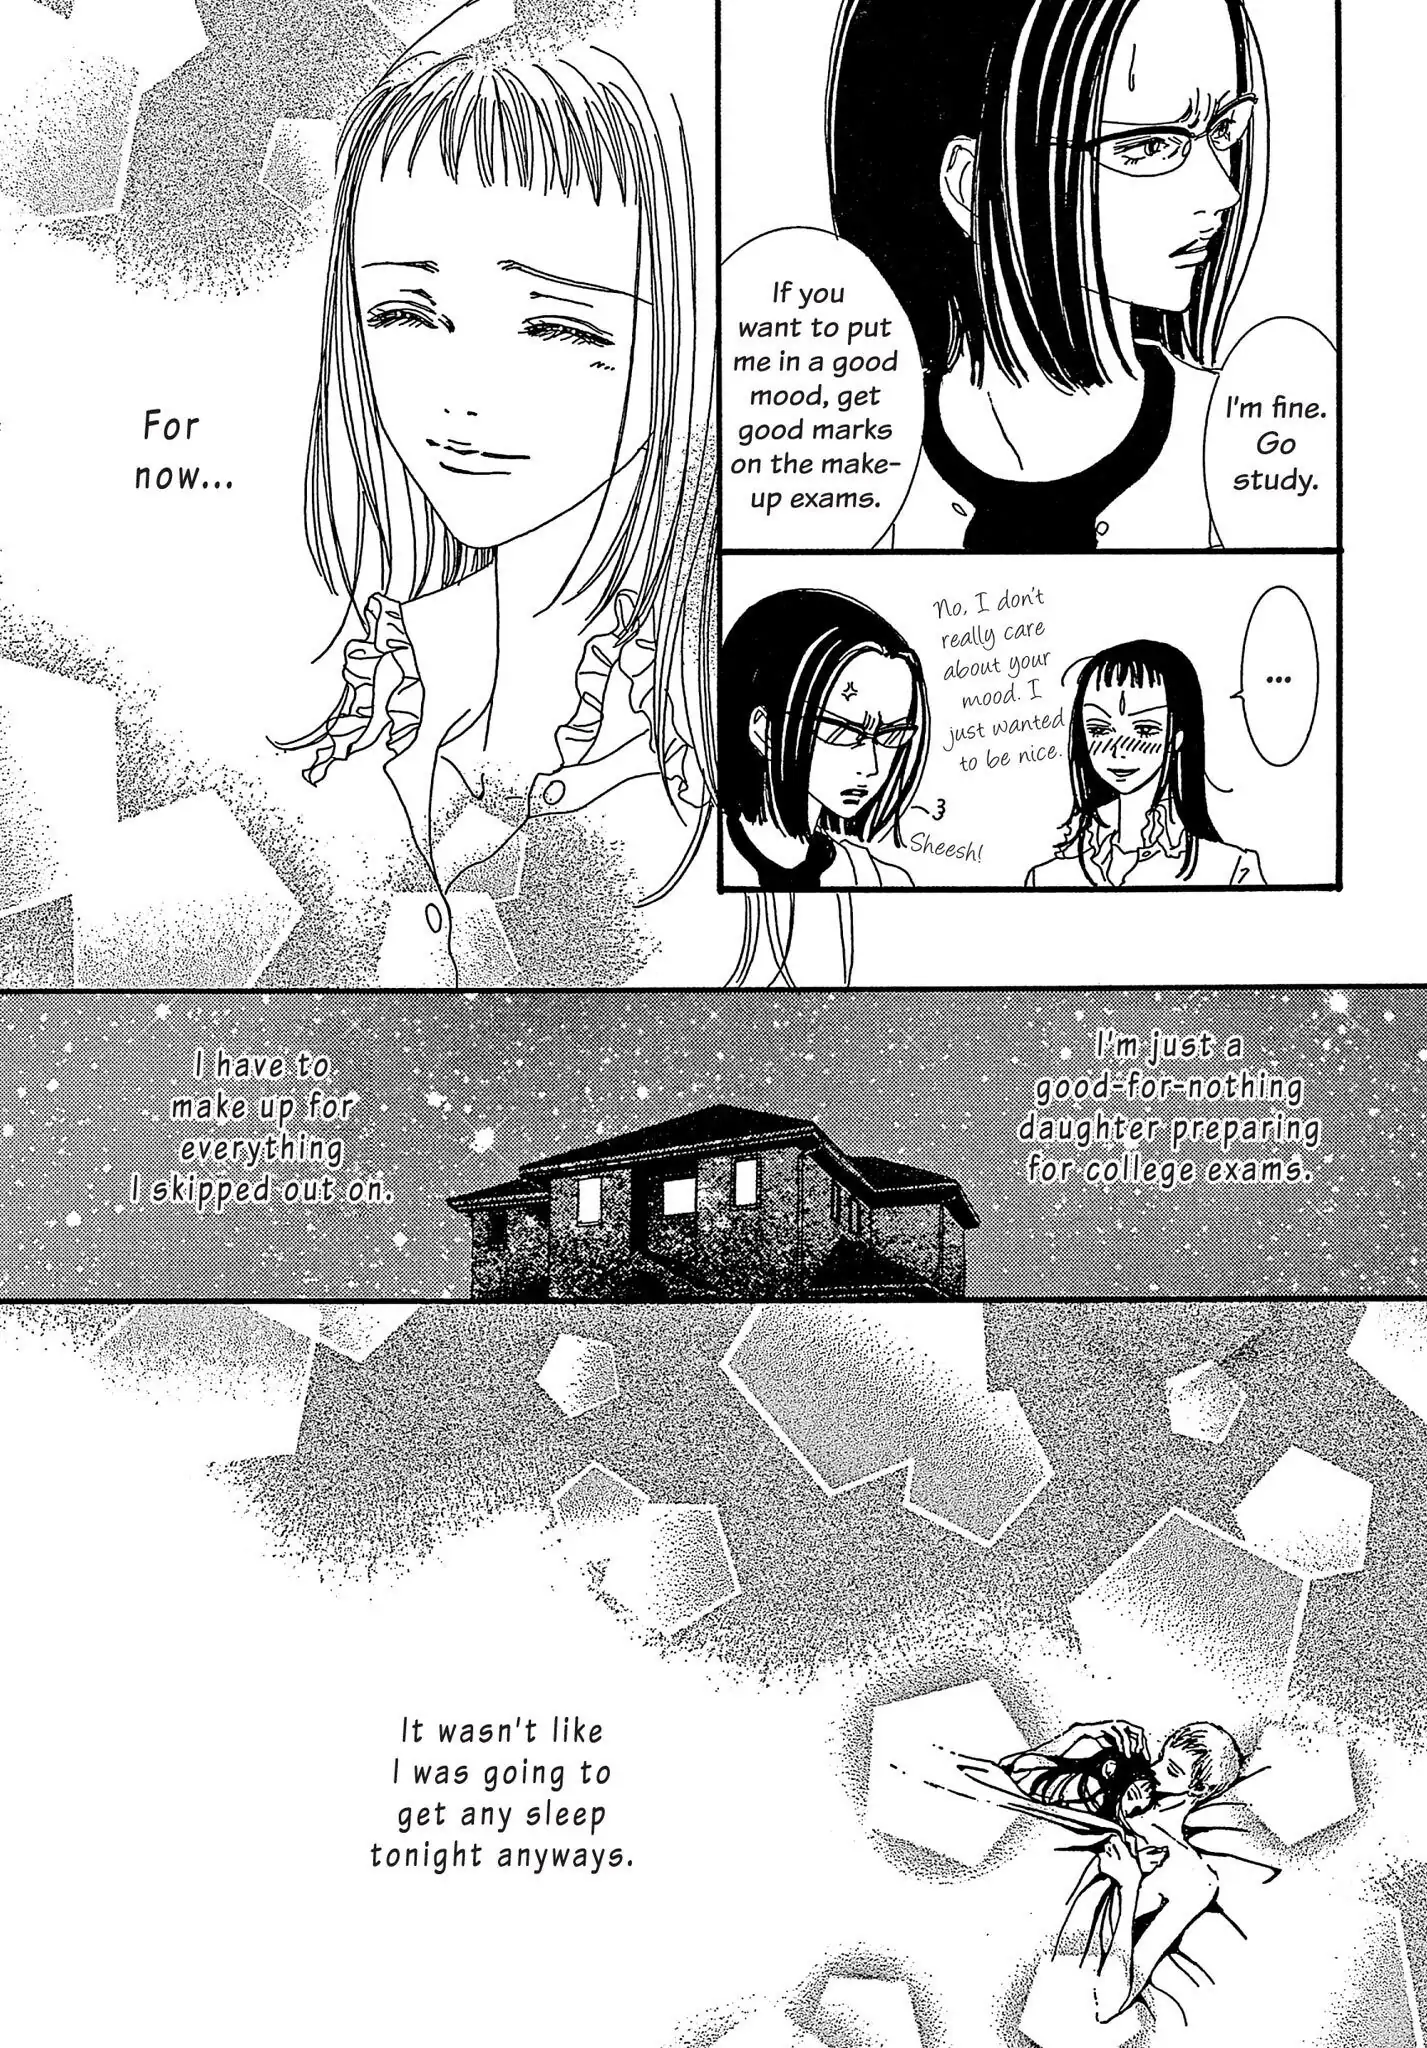 I'm fine.
Go
study.
If you
want to put
me in a good
mood, get
good marks
on the make-
up exams.
...
No, I don't
really care
about your
mood. I
just wanted
to be nice.
Sheesh!
For
now...
I'm just a
good-for-nothing
daughter preparing
for college exams.
I have to
make up for
everything
I skipped out on.
It wasn't like
I was going to
get any sleep
tonight anyways.